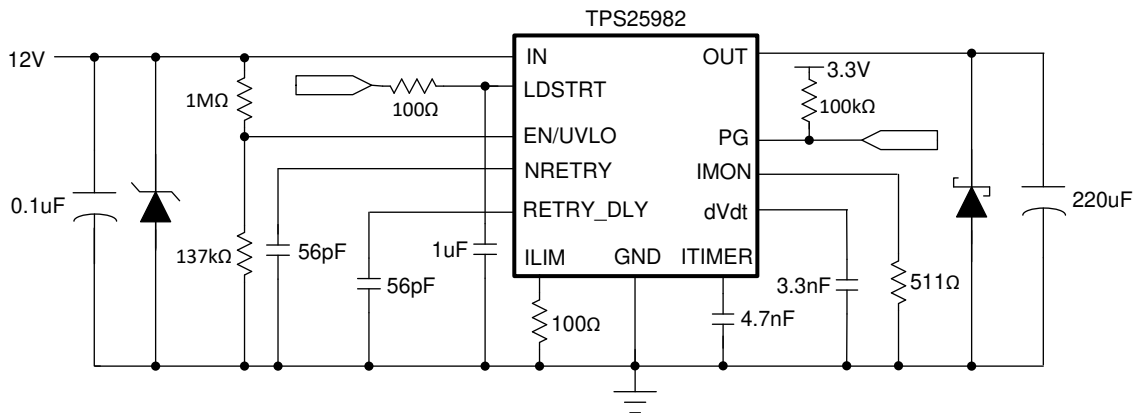 TPS25982
12V
IN
OUT
3.3V
LDSTRT
1MΩ
100Ω
100kΩ
EN/UVLO
PG
NRETRY
IMON
0.1uF
220uF
RETRY_DLY
dVdt
137kΩ
56pF
1uF
ILIM
GND
ITIMER
56pF
3.3nF
511Ω
100Ω
4.7nF